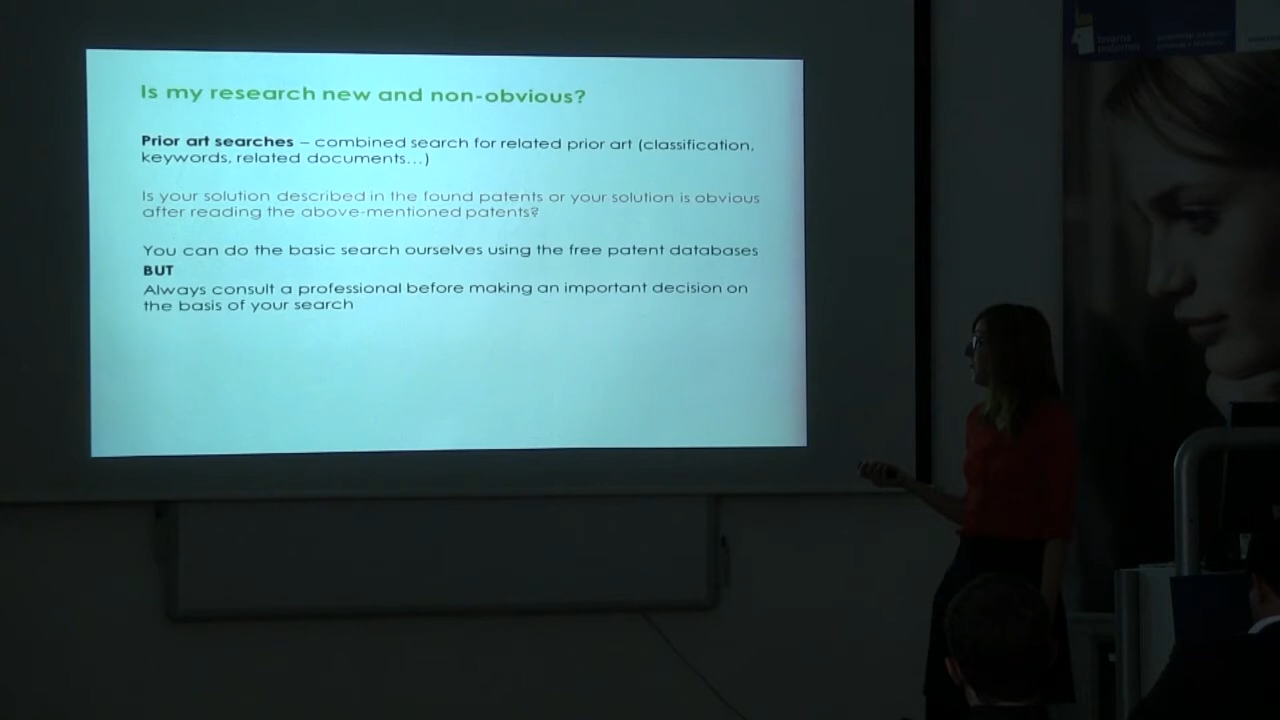 Is my research new and non-obvious?
Prior art searches – combined search for related prior art (classification,
keywords, related documents...)
Is your solution described in the found patents or your solution is obvious
after reading the above-mentioned patents?
You can do the basic search ourselves using the free patent databases
BUT
Always consult a professional before making an important decision on
the basis of your search